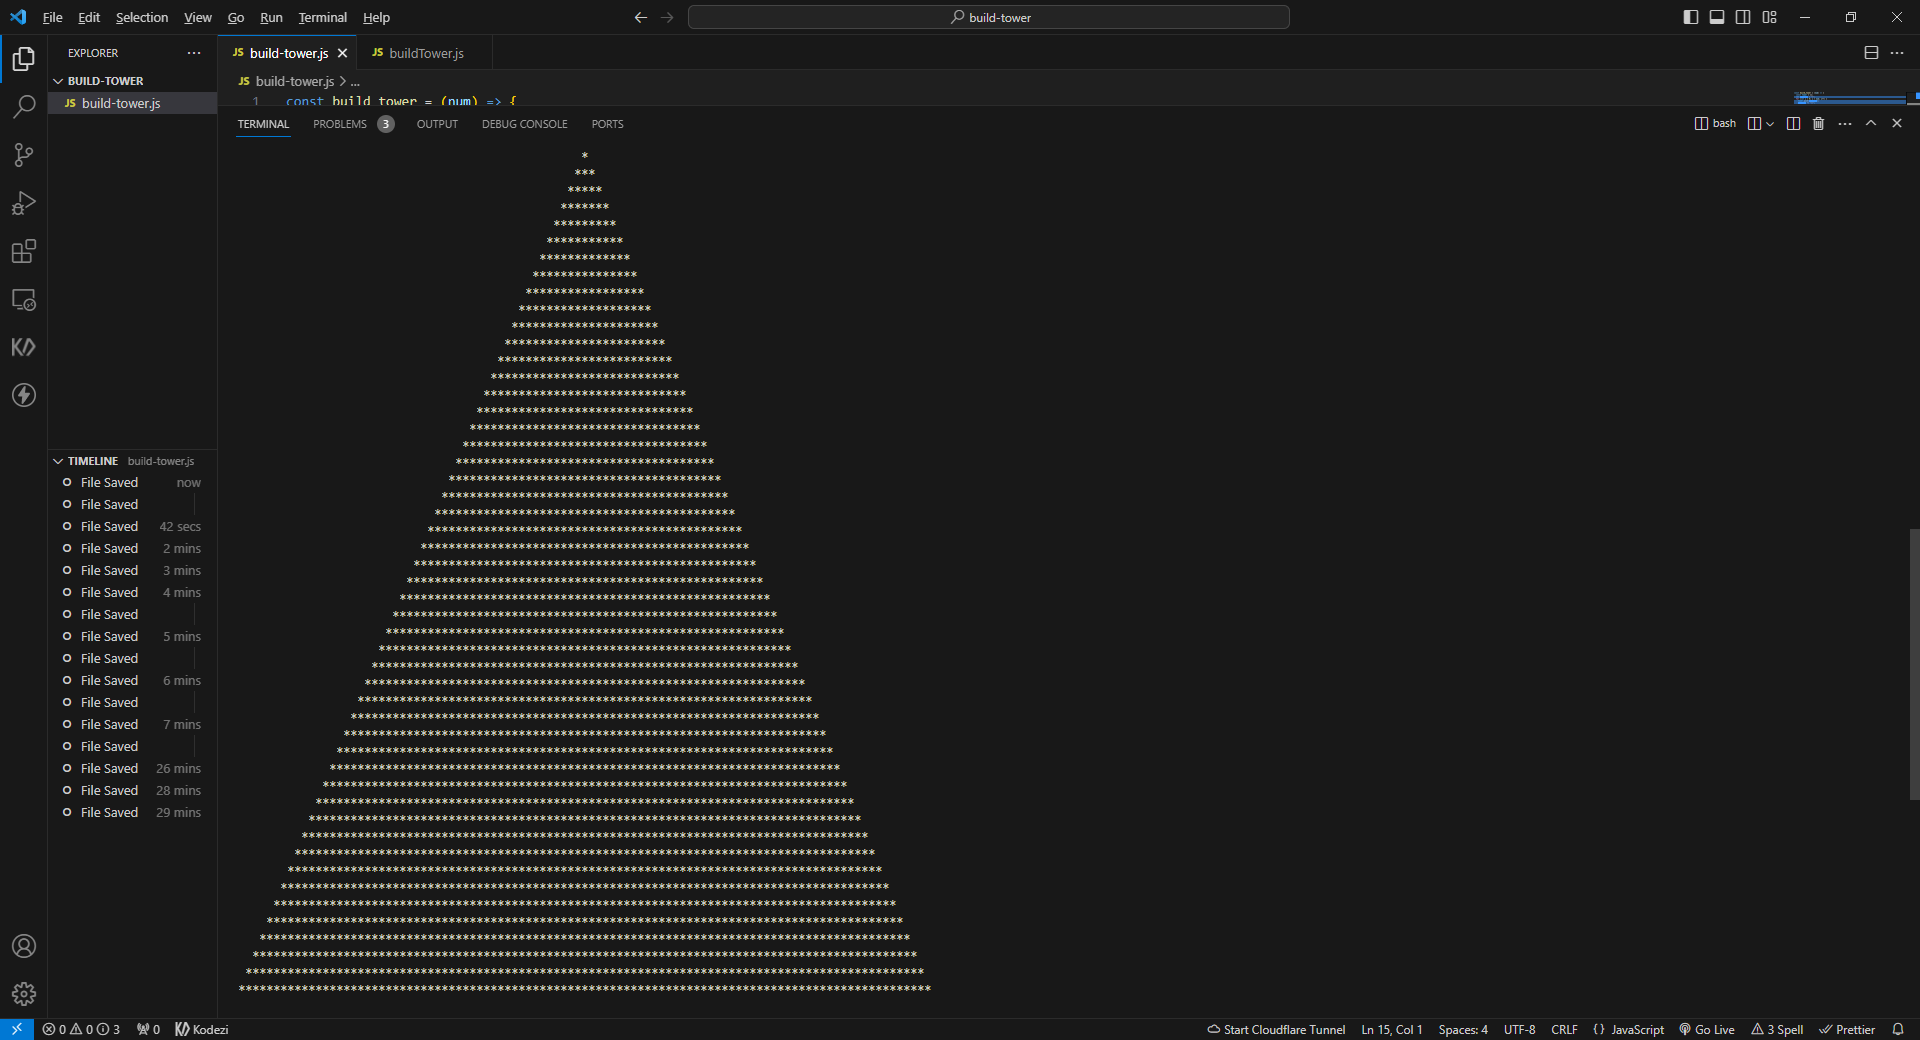 File Edit Selection View Go Run Terminal Help
build-tower
EXPLORER
BUILD-TOWER
JS build-tower.js
JS build-tower.js
JS buildTower.js
JS build-tower.js > ...
1 const build_tower = (num) => {
TERMINAL PROBLEMS 3 OUTPUT DEBUG CONSOLE PORTS
bash
TIMELINE build-tower.js
File Saved now
File Saved
File Saved 42 secs
File Saved 2 mins
File Saved 3 mins
File Saved 4 mins
File Saved
File Saved 5 mins
File Saved
File Saved 6 mins
File Saved
File Saved 7 mins
File Saved
File Saved 26 mins
File Saved 28 mins
File Saved 29 mins
0 0 3 0 Kodezi
Start Cloudflare Tunnel Ln 15, Col 1 Spaces: 4 UTF-8 CRLF {} JavaScript Go Live 3 Spell Prettier